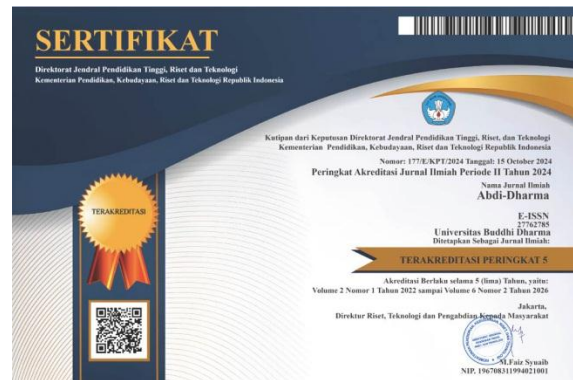 SERTIFIKAT
Direktorat Jendral Pendidikan Tinggi, Riset dan Teknologi
Kementerian Pendidikan, Kebudayaan, Riset dan Teknologi Republik Indonesia
Kutipan dari Keputusan Direktorat Jendral Pendidikan Tinggi, Riset, dan Teknologi
Kementerian Pendidikan, Kebudayaan, Riset dan Teknologi Republik Indonesia
Nomor: 177/E/KPT/2024 Tanggal: 15 October 2024
Peringkat Akreditasi Jurnal Ilmiah Periode II Tahun 2024
Nama Jurnal Ilmiah
Abdi-Dharma
E-ISSN
27762785
Universitas Buddhi Dharma
Ditetapkan Sebagai Jurnal Ilmiah:
TERAKREDITASI PERINGKAT 5
TERAKREDITASI
Akreditasi Berlaku selama 5 (lima) Tahun, yaitu:
Volume 2 Nomor 1 Tahun 2022 sampai Volume 6 Nomor 2 Tahun 2026
Jakarta,
Direktur Riset, Teknologi dan Pengabdian Kepada Masyarakat
M.Faiz Syuaib
NIP. 196708311994021001